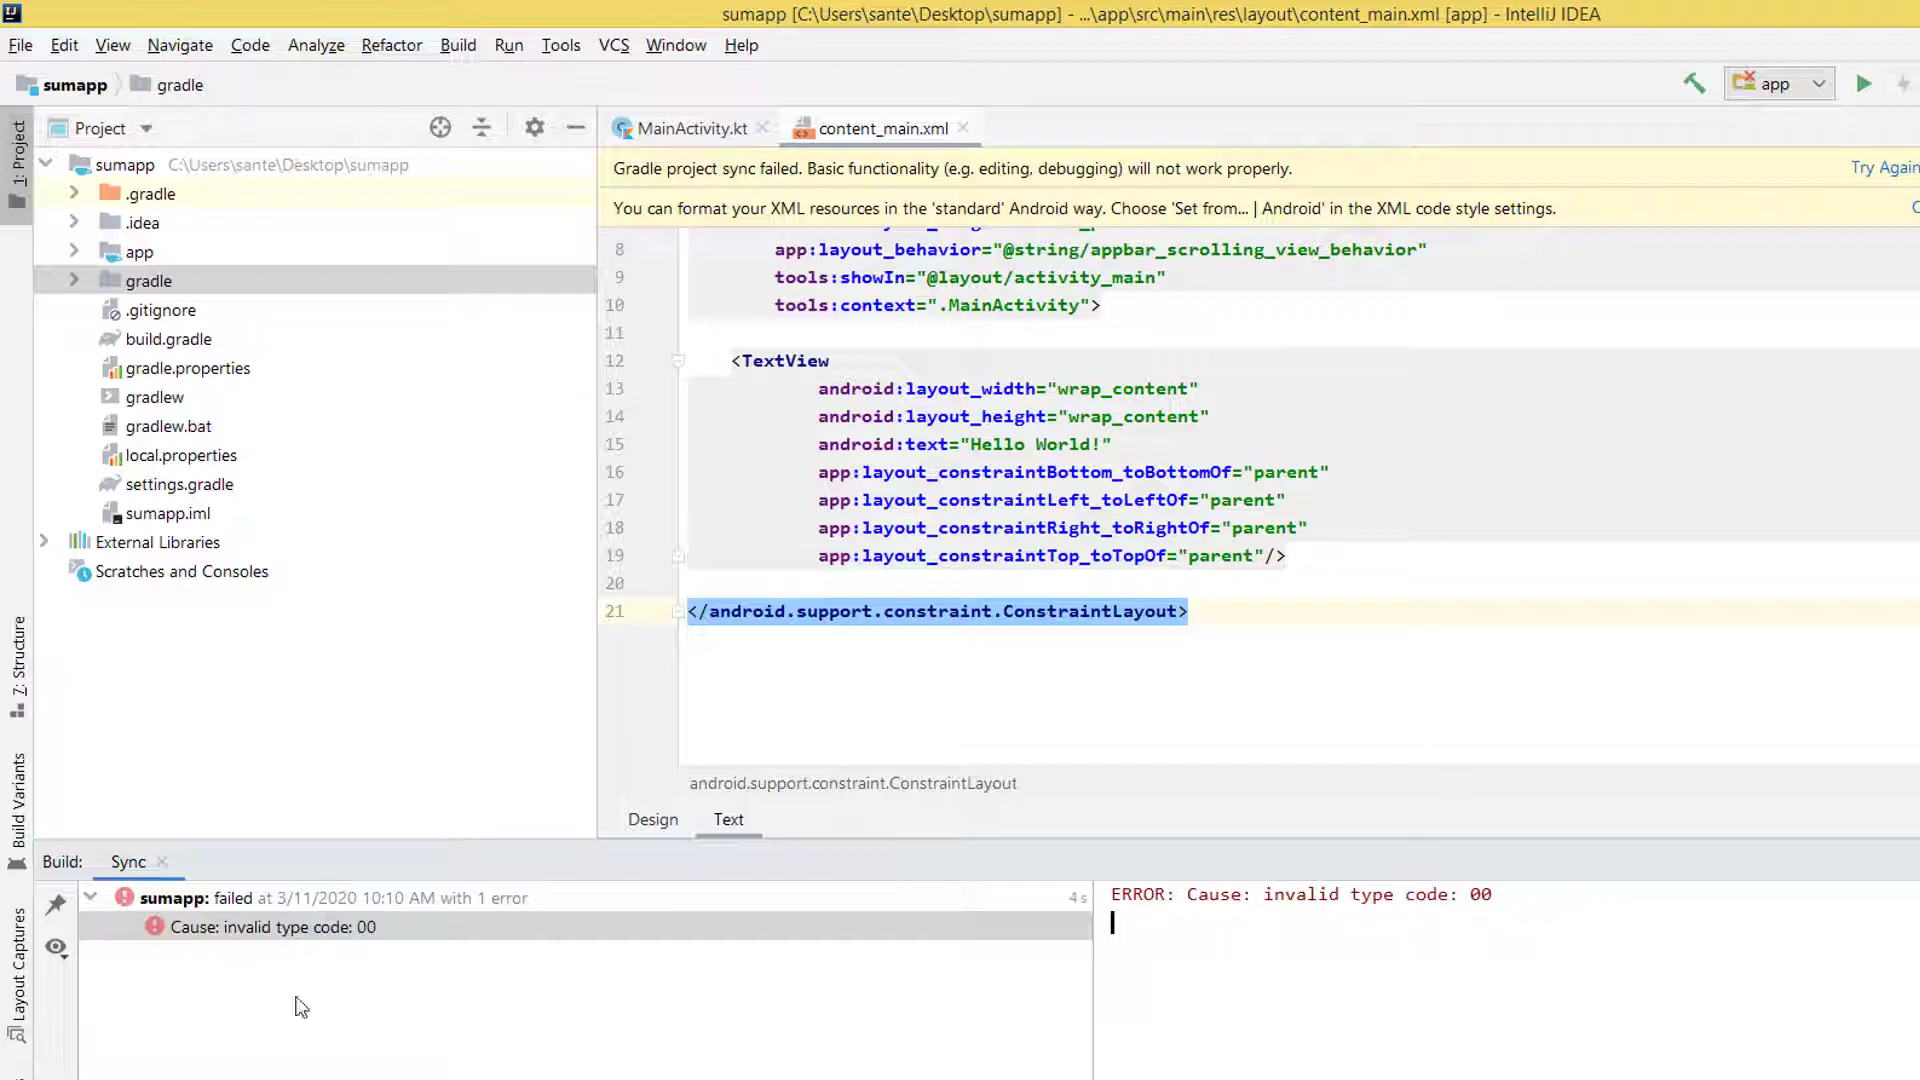 sumapp [C:\Users\sante\Desktop\sumapp] - ...\app\src\main\res\layout\content_main.xml [app] - IntelliJ IDEA
File Edit View Navigate Code Analyze Refactor Build Run Tools VCS Window Help
sumapp gradle
app
1: Project
Project
MainActivity.kt
content_main.xml
sumapp C:\Users\sante\Desktop\sumapp
.gradle
.idea
app
gradle
.gitignore
build.gradle
gradle.properties
gradlew
gradlew.bat
local.properties
settings.gradle
sumapp.iml
External Libraries
Scratches and Consoles
Gradle project sync failed. Basic functionality (e.g. editing, debugging) will not work properly.
Try Again
You can format your XML resources in the 'standard' Android way. Choose 'Set from... | Android' in the XML code style settings.
8 app:layout_behavior="@string/appbar_scrolling_view_behavior"
9 tools:showIn="@layout/activity_main"
10 tools:context=".MainActivity">
11
12 <TextView
13 android:layout_width="wrap_content"
14 android:layout_height="wrap_content"
15 android:text="Hello World!"
16 app:layout_constraintBottom_toBottomOf="parent"
17 app:layout_constraintLeft_toLeftOf="parent"
18 app:layout_constraintRight_toRightOf="parent"
19 app:layout_constraintTop_toTopOf="parent"/>
20
21 </android.support.constraint.ConstraintLayout>
android.support.constraint.ConstraintLayout
Design Text
7: Structure
Build Variants
Layout Captures
Build: Sync
sumapp: failed at 3/11/2020 10:10 AM with 1 error 4 s
Cause: invalid type code: 00
ERROR: Cause: invalid type code: 00